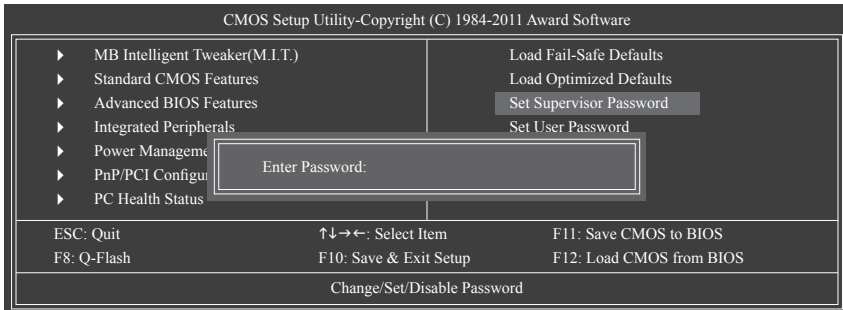 CMOS Setup Utility-Copyright (C) 1984-2011 Award Software
MB Intelligent Tweaker(M.I.T.)
Standard CMOS Features
Advanced BIOS Features
Integrated Peripherals
Power Manageme
PnP/PCI Configur
PC Health Status
Load Fail-Safe Defaults
Load Optimized Defaults
Set Supervisor Password
Set User Password
Enter Password:
ESC: Quit ↑↓→←: Select Item F11: Save CMOS to BIOS
F8: Q-Flash F10: Save & Exit Setup F12: Load CMOS from BIOS
Change/Set/Disable Password